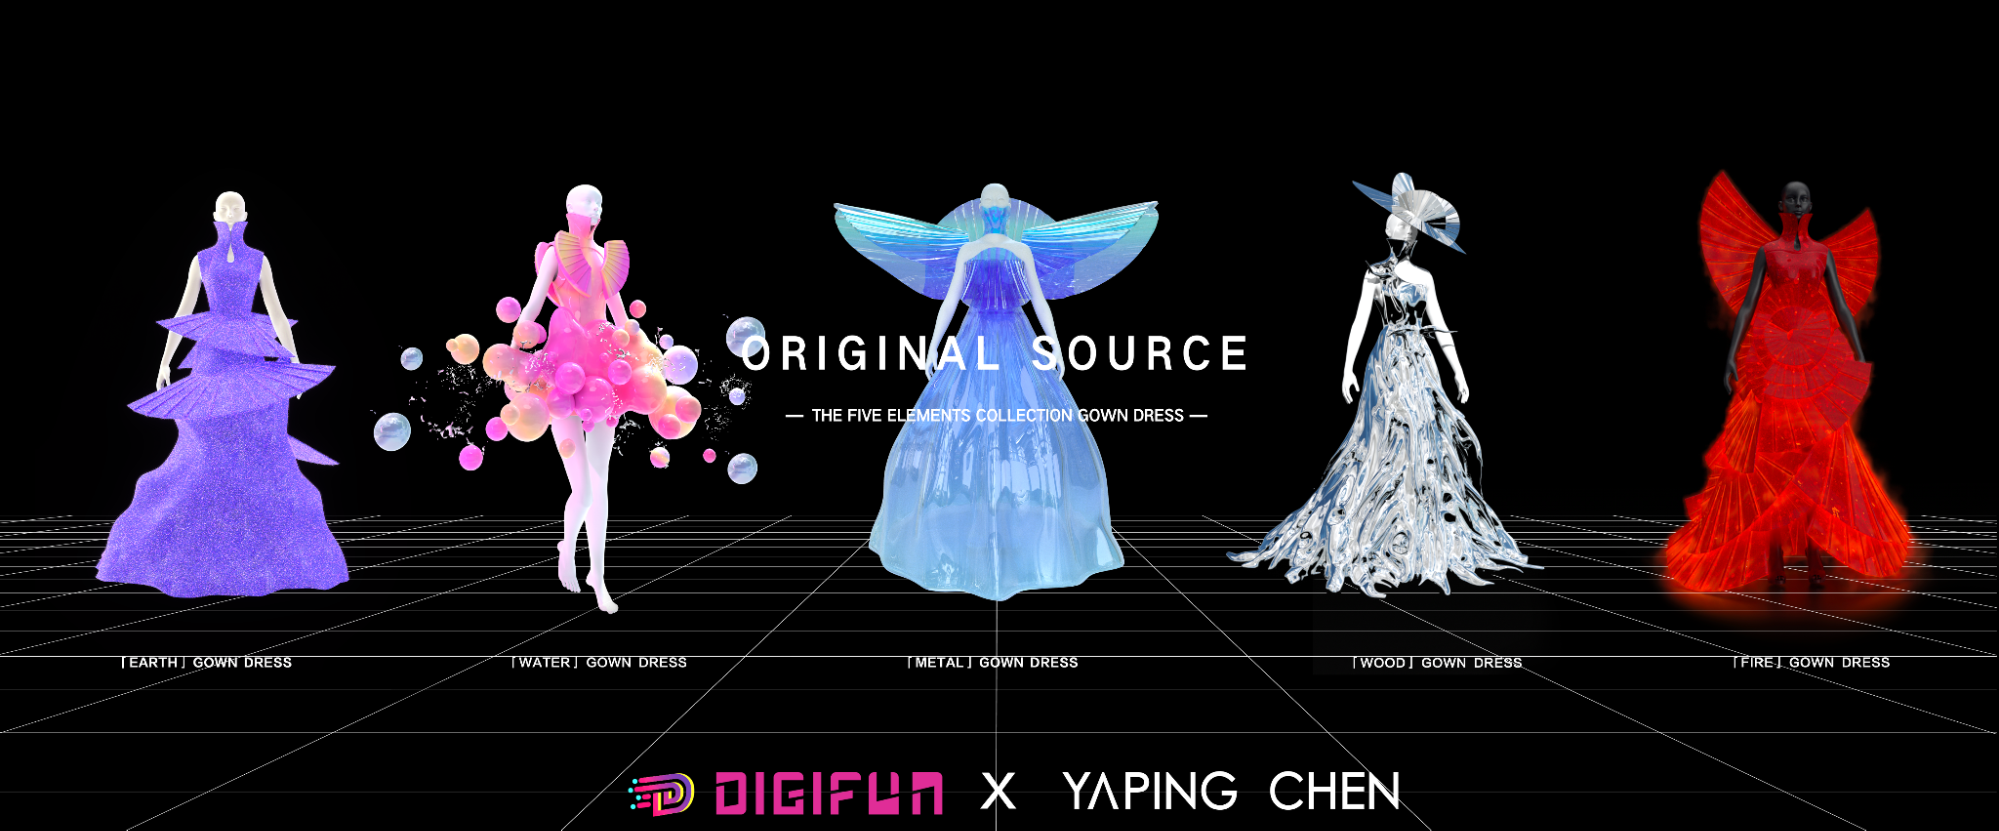 ORIGINAL SOURCE
— THE FIVE ELEMENTS COLLECTION GOWN DRESS —
「EARTH」GOWN DRESS
「WATER」GOWN DRESS
「METAL」GOWN DRESS
「WOOD」GOWN DRESS
「FIRE」GOWN DRESS
DIGIFUN X YAPING CHEN